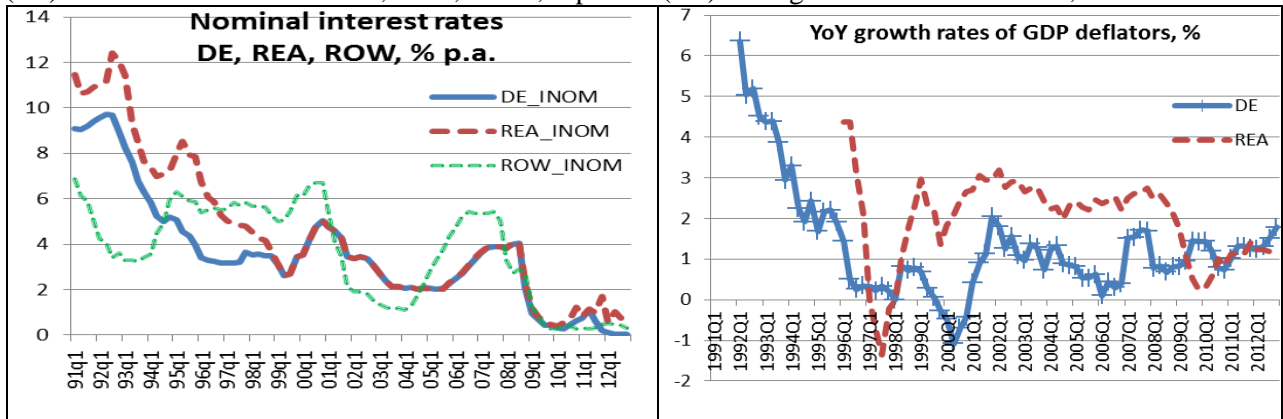 Nominal interest rates
DE, REA, ROW, % p.a.
14
12
10
8
6
4
2
0
DE_INOM
REA_INOM
ROW_INOM
91q1
92q1
93q1
94q1
95q1
96q1
97q1
98q1
99q1
00q1
01q1
02q1
03q1
04q1
05q1
06q1
07q1
08q1
09q1
10q1
11q1
12q1
YoY growth rates of GDP deflators, %
7
6
5
4
3
2
1
0
-1
-2
DE
REA
1991Q1
1992Q1
1993Q1
1994Q1
1995Q1
1996Q1
1997Q1
1998Q1
1999Q1
2000Q1
2001Q1
2002Q1
2003Q1
2004Q1
2005Q1
2006Q1
2007Q1
2008Q1
2009Q1
2010Q1
2011Q1
2012Q1